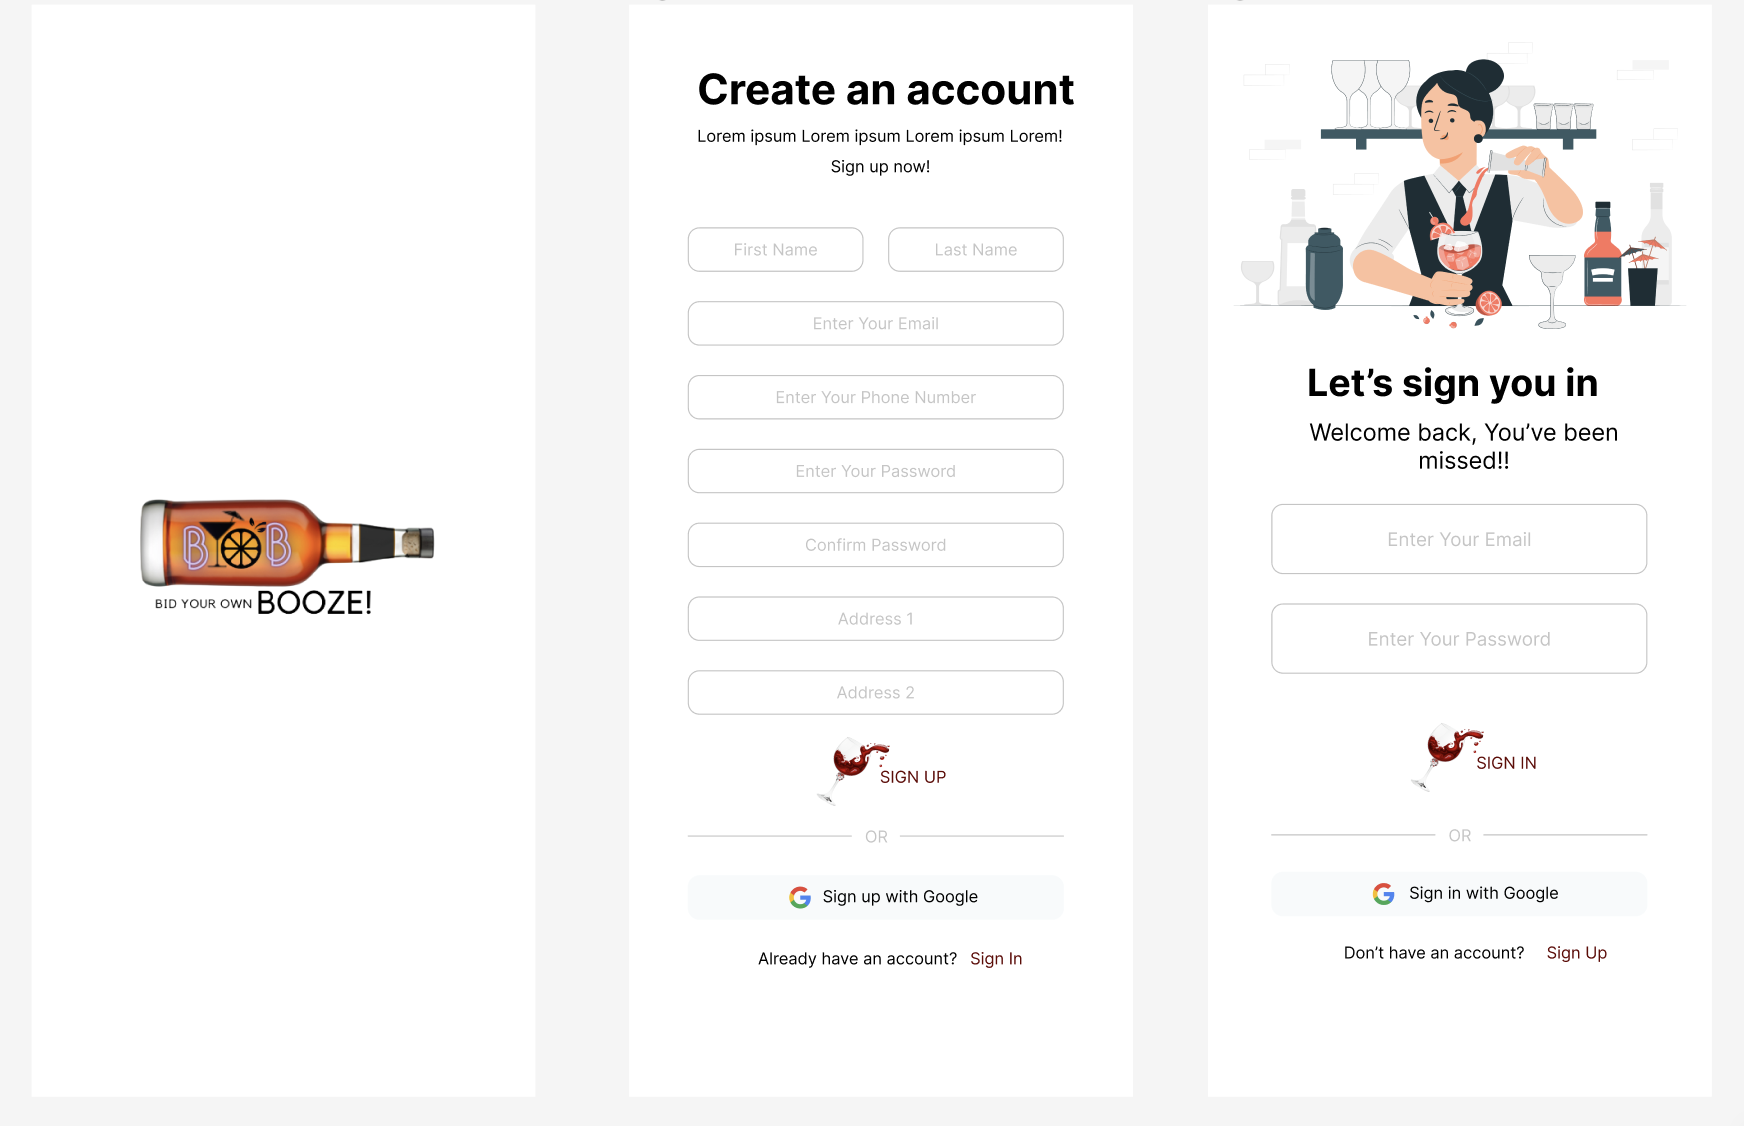 BYOB
BID YOUR OWN BOOZE!
Create an account
Lorem ipsum Lorem ipsum Lorem ipsum Lorem!
Sign up now!
First Name
Last Name
Enter Your Email
Enter Your Phone Number
Enter Your Password
Confirm Password
Address 1
Address 2
SIGN UP
OR
Sign up with Google
Already have an account? Sign In
Let’s sign you in
Welcome back, You’ve been
missed!!
Enter Your Email
Enter Your Password
SIGN IN
OR
Sign in with Google
Don’t have an account? Sign Up